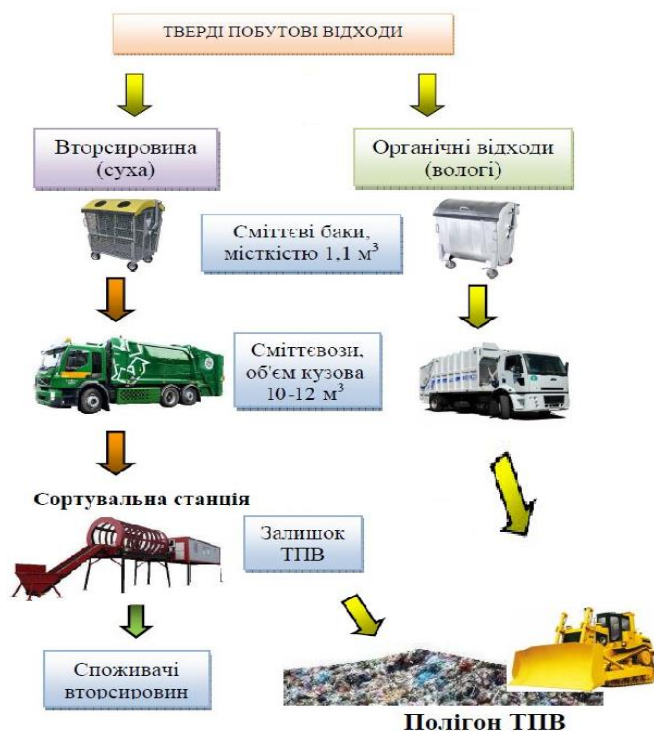 ТВЕРДІ ПОБУТОВІ ВІДХОДИ
Вторсировина
(суха)
Органічні відходи
(вологі)
Сміттєві баки,
місткістю 1,1 м³
Сміттєвози,
об'єм кузова
10-12 м³
Сортувальна станція
Залишок
ТПВ
Споживачі
вторсировин
Полігон ТПВ